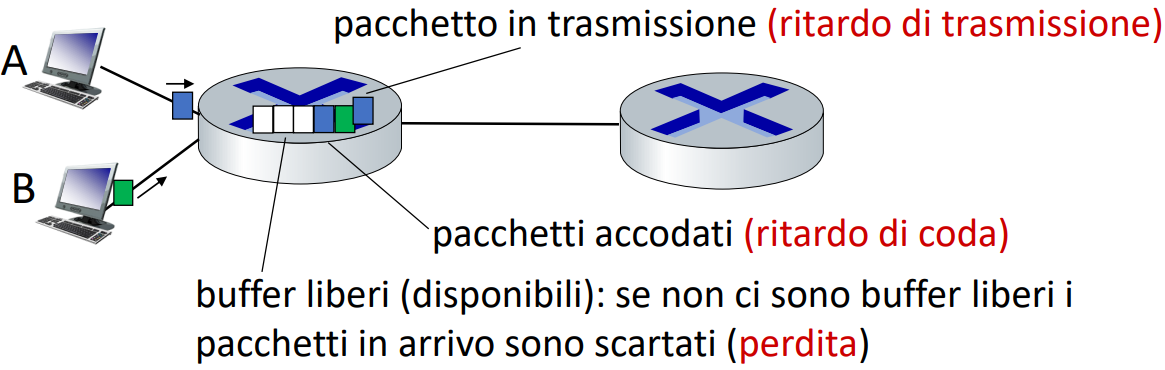 pacchetto in trasmissione (ritardo di trasmissione)
A
B
pacchetti accodati (ritardo di coda)
buffer liberi (disponibili): se non ci sono buffer liberi i
pacchetti in arrivo sono scartati (perdita)